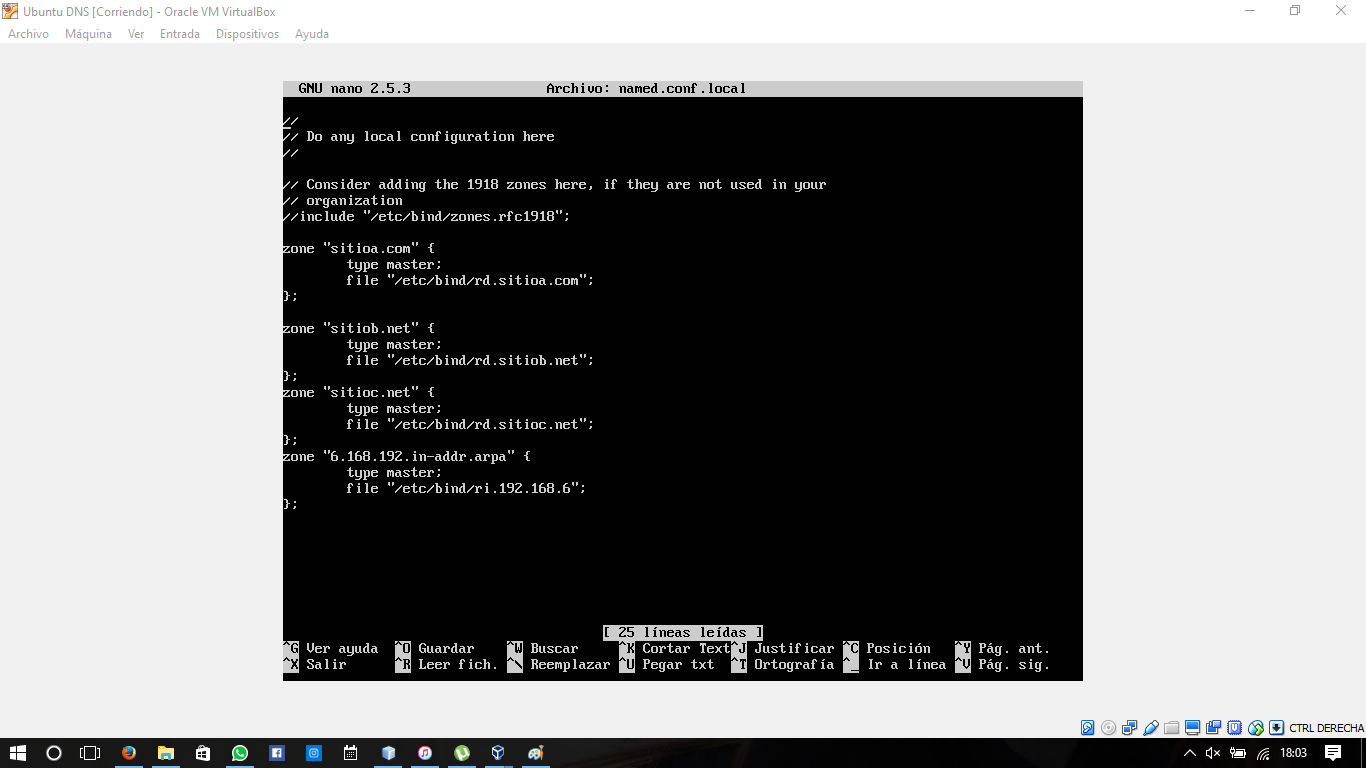 Ubuntu DNS [Corriendo] - Oracle VM VirtualBox
Archivo Máquina Ver Entrada Dispositivos Ayuda
GNU nano 2.5.3 Archivo: named.conf.local
//
// Do any local configuration here
//
// Consider adding the 1918 zones here, if they are not used in your
// organization
//include "/etc/bind/zones.rfc1918";
zone "sitioa.com" {
type master;
file "/etc/bind/rd.sitioa.com";
};
zone "sitiob.net" {
type master;
file "/etc/bind/rd.sitiob.net";
};
zone "sitioc.net" {
type master;
file "/etc/bind/rd.sitioc.net";
};
zone "6.168.192.in-addr.arpa" {
type master;
file "/etc/bind/ri.192.168.6";
};
[ 25 líneas leídas ]
^G Ver ayuda ^O Guardar ^W Buscar ^K Cortar Text ^J Justificar ^C Posición ^Y Pág. ant.
^X Salir ^R Leer fich. ^\ Reemplazar ^U Pegar txt ^T Ortografía ^_ Ir a línea ^V Pág. sig.
CTRL DERECHA
18:03